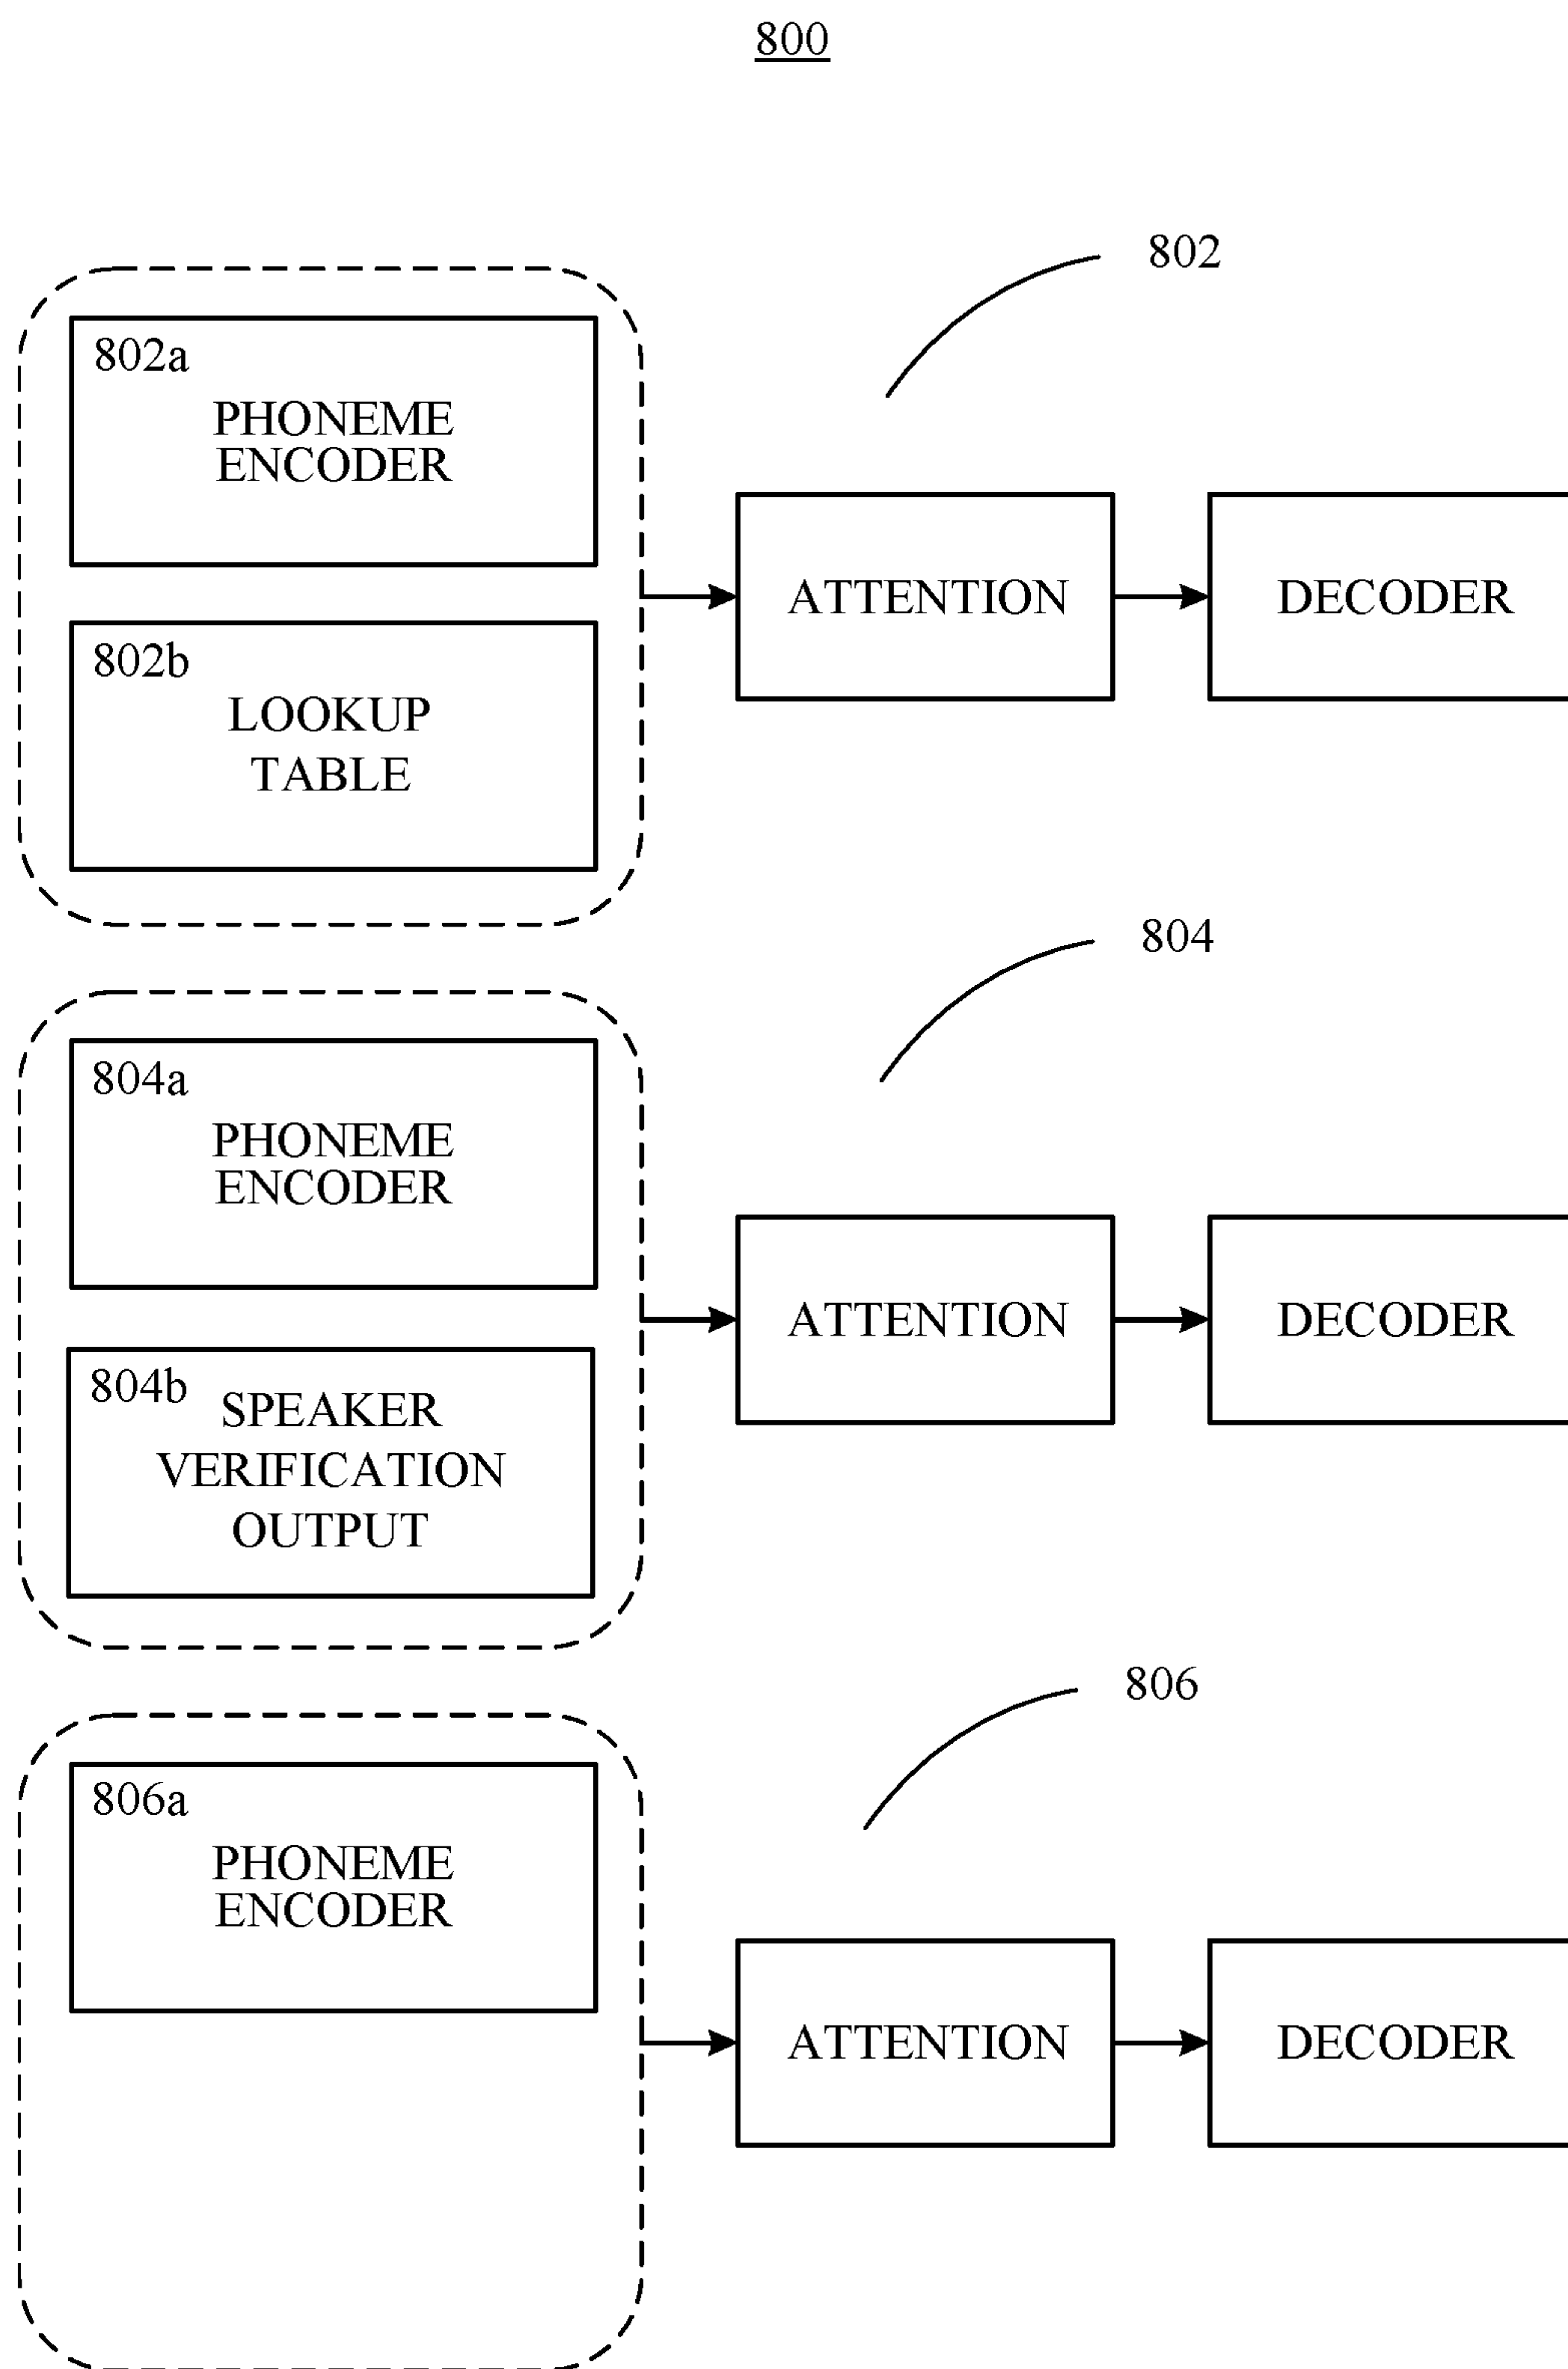 800
802
802a
PHONEME
ENCODER
ATTENTION
DECODER
802b
LOOKUP
TABLE
804
804a
PHONEME
ENCODER
ATTENTION
DECODER
804b
SPEAKER
VERIFICATION
OUTPUT
806
806a
PHONEME
ENCODER
ATTENTION
DECODER